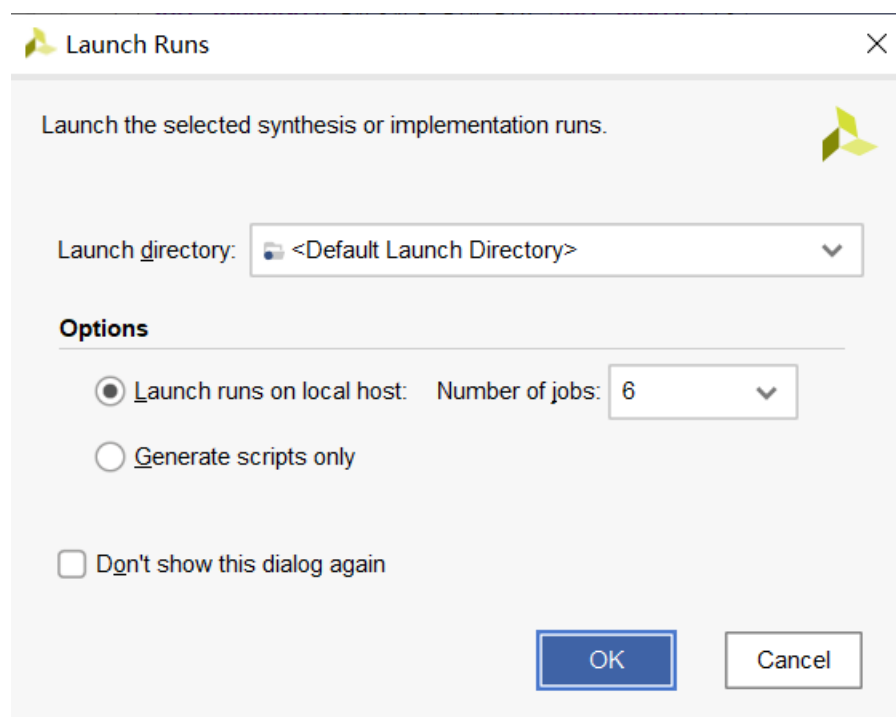 Launch Runs
Launch the selected synthesis or implementation runs.
Launch directory: <Default Launch Directory>
Options
Launch runs on local host: Number of jobs: 6
Generate scripts only
Don't show this dialog again
OK Cancel